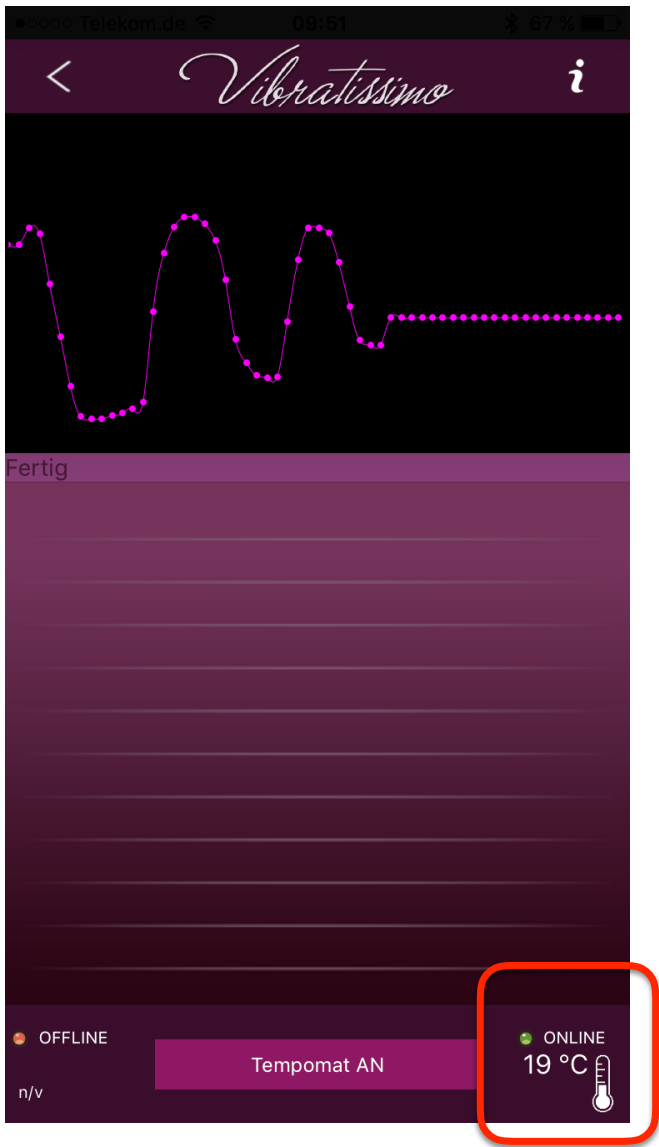 Telekom.de 09:51 67 %
Vibratissimo i
Fertig
OFFLINE
n/v
Tempomat AN
ONLINE
19 °C